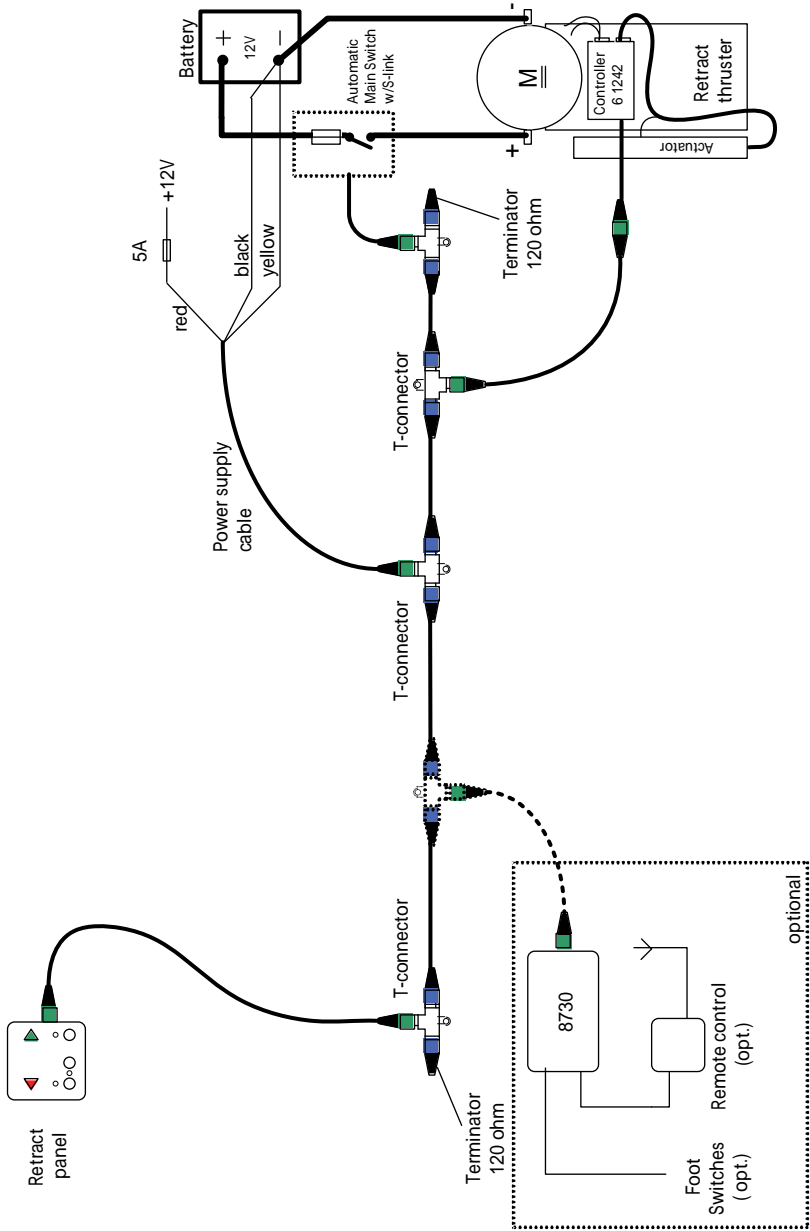 Retract
panel
Terminator
120 ohm
T-connector
T-connector
T-connector
Power supply
cable
red
5A
+12V
black
yellow
Battery
+
12V
–
Automatic
Main Switch
w/S-link
Terminator
120 ohm
+
M
-
Controller
6 1242
Actuator
Retract
thruster
8730
Foot
Switches
(opt.)
Remote control
(opt.)
optional